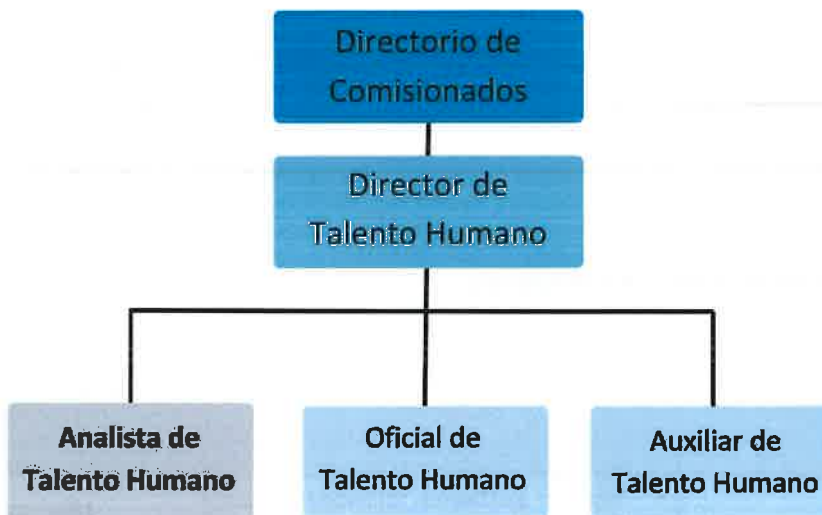 Directorio de
Comisionados
Director de
Talento Humano
Analista de
Talento Humano
Oficial de
Talento Humano
Auxiliar de
Talento Humano